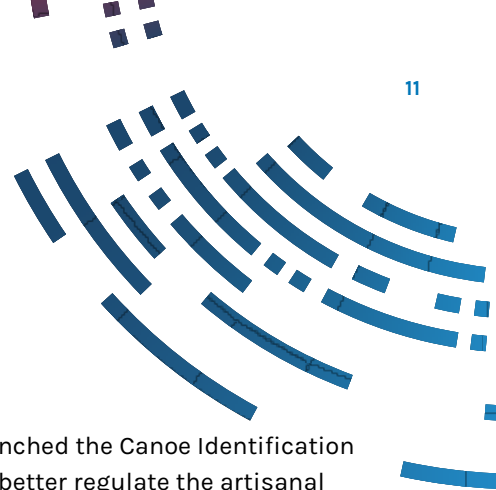 11
nched the Canoe Identification
better regulate the artisanal